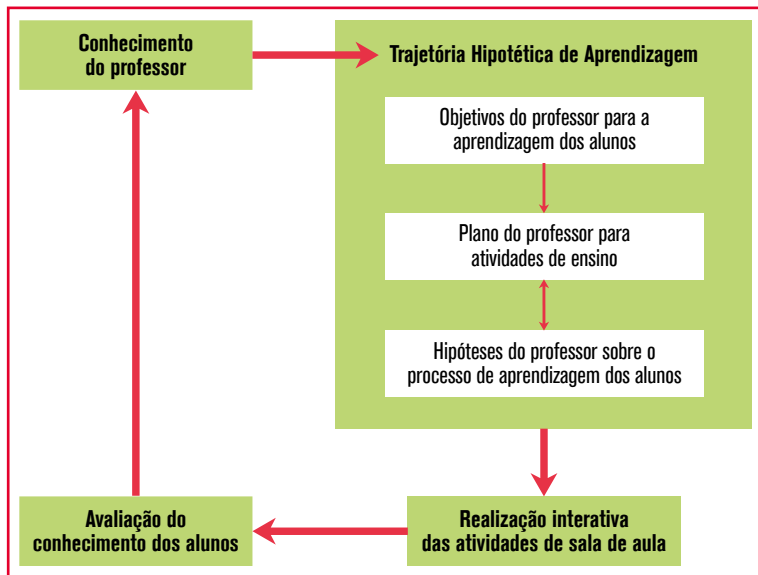 Conhecimento
do professor
Trajetória Hipotética de Aprendizagem
Objetivos do professor para a
aprendizagem dos alunos
Plano do professor para
atividades de ensino
Hipóteses do professor sobre o
processo de aprendizagem dos alunos
Realização interativa
das atividades de sala de aula
Avaliação do
conhecimento dos alunos